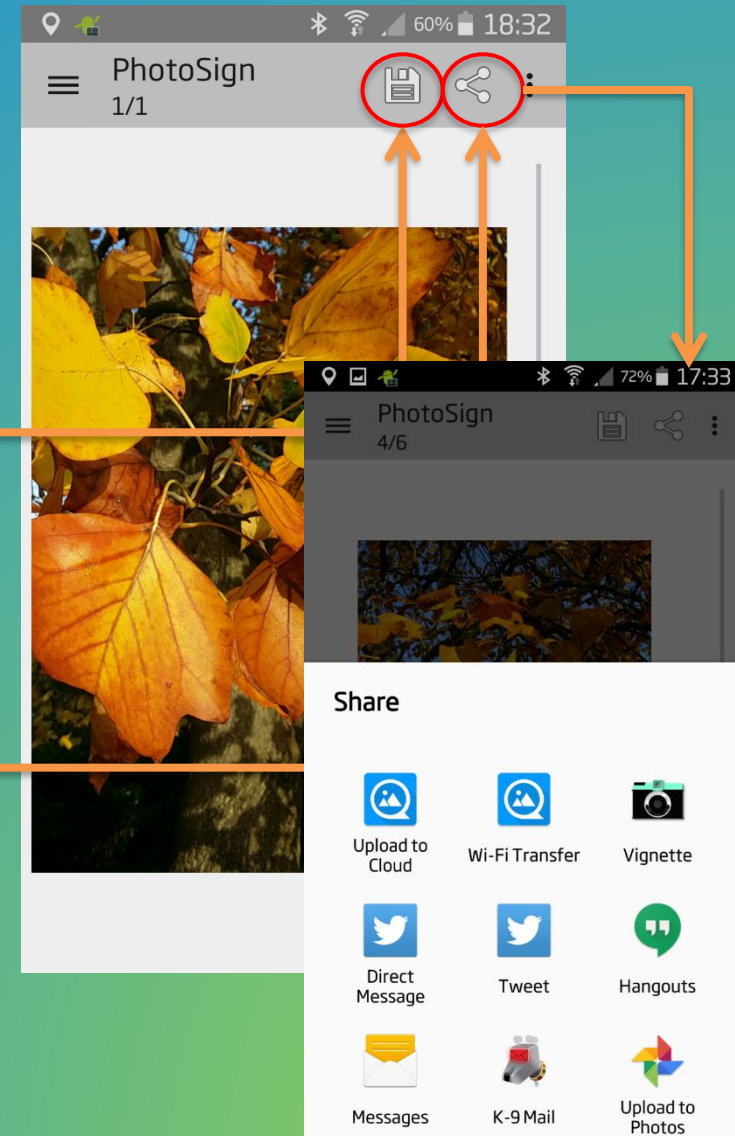 60% 18:32
PhotoSign
1/1
72% 17:33
PhotoSign
4/6
Share
Upload to
Cloud
Wi-Fi Transfer
Vignette
Direct
Message
Tweet
Hangouts
Messages
K-9 Mail
Upload to
Photos